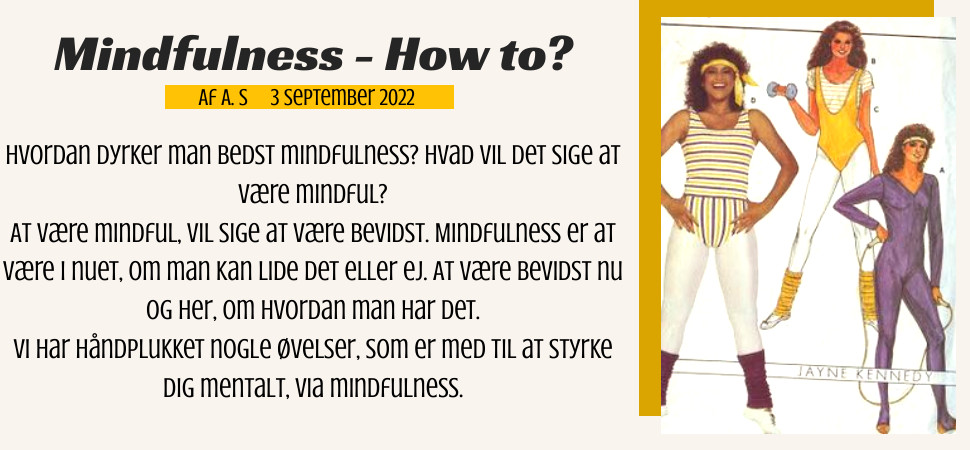 Mindfulness - How to?
Af A. S 3 september 2022
Hvordan dyrker man bedst mindfulness? Hvad vil det sige at
være mindful?
At være mindful, vil sige at være bevidst. Mindfulness er at
være i nuet, om man kan lide det eller ej. At være bevidst nu
og her, om hvordan man har det.
Vi har håndplukket nogle øvelser, som er med til at styrke
dig mentalt, via mindfulness.
B
D
C
A
JAYNE KENNEDY